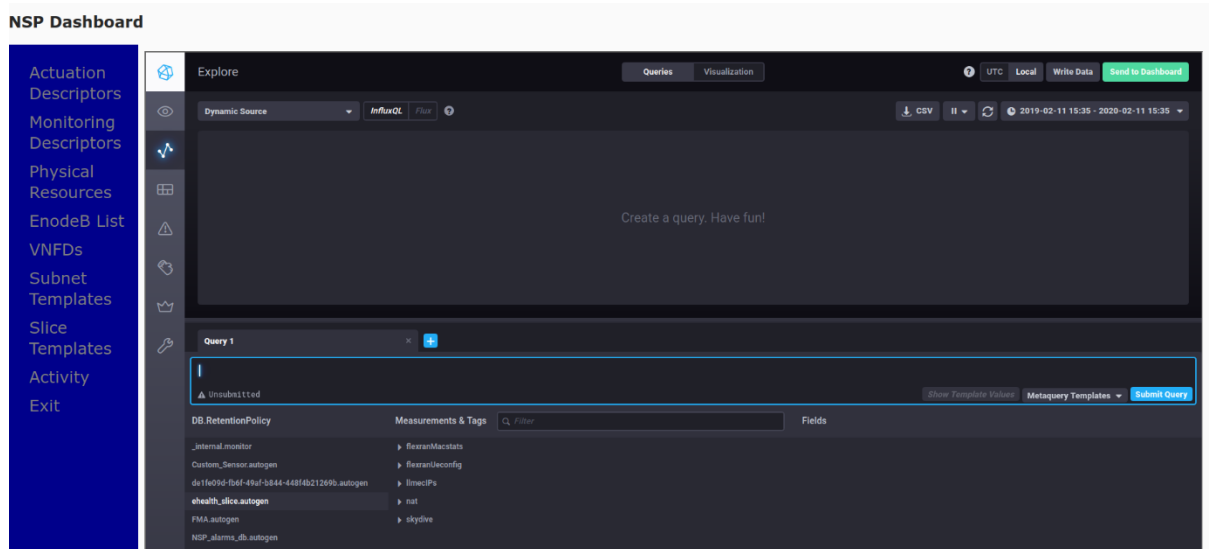 NSP Dashboard
Actuation
Descriptors
Monitoring
Descriptors
Physical
Resources
EnodeB List
VNFDs
Subnet
Templates
Slice
Templates
Activity
Exit
Explore
Queries Visualization
UTC Local Write Data Send to Dashboard
Dynamic Source InfluxQL Flux
CSV 2019-02-11 15:35 - 2020-02-11 15:35
Create a query. Have fun!
Query 1
Unsubmitted
Show Template Values Metaquery Templates Submit Query
DB.RetentionPolicy Measurements & Tags Filter Fields
_internal.monitor flexranMacstats
Custom_Sensor.autogen flexranUeconfig
de1fe09d-fb6f-49af-b844-448f4b21269b.autogen limeciPs
ehealth_slice.autogen nat
FMA.autogen skydive
NSP_alarms_db.autogen